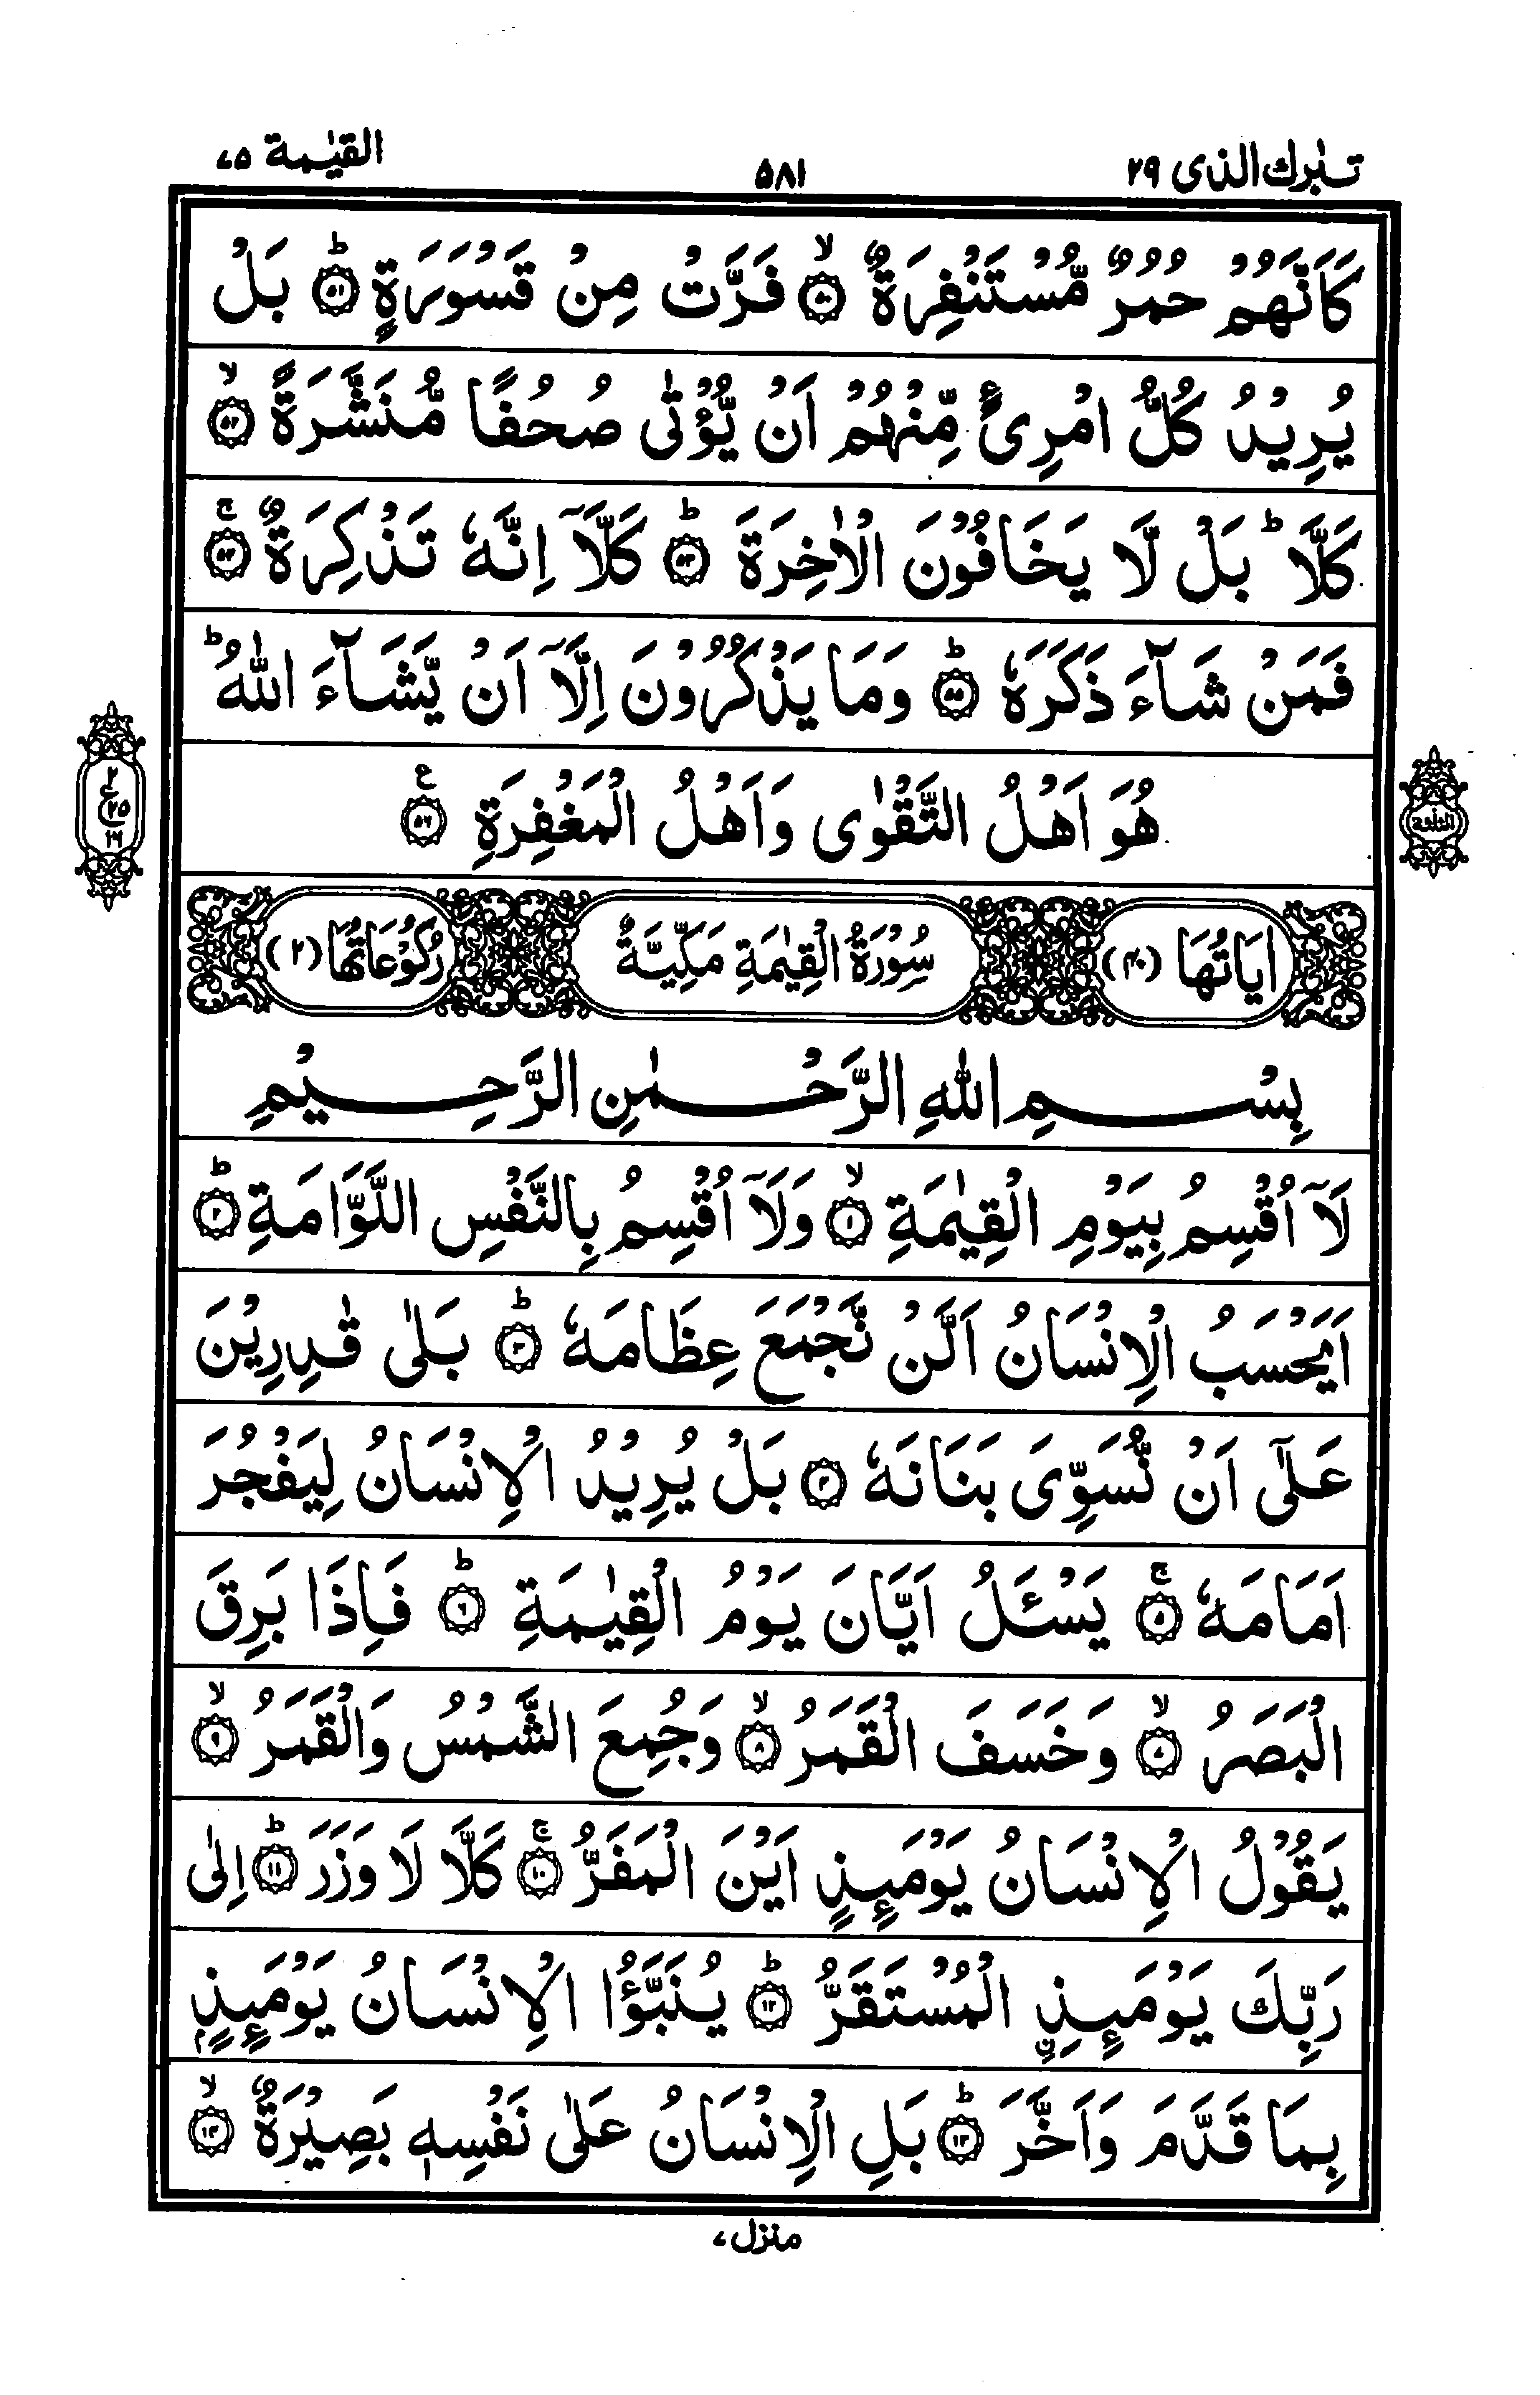 تبٰرك الذى ٢٩ ٥٨١ القيٰمة ٧٥
كَاَنَّهُمْ حُمُرٌ مُّسْتَنْفِرَةٌ ۙ﴿٥٠﴾ فَرَّتْ مِنْ قَسْوَرَةٍ ؕ﴿٥١﴾ بَلْ
يُرِيْدُ كُلُّ امْرِئٍ مِّنْهُمْ اَنْ يُّؤْتٰى صُحُفًا مُّنَشَّرَةً ۙ﴿٥٢﴾
كَلَّا ؕ بَلْ لَّا يَخَافُوْنَ الْاٰخِرَةَ ؕ﴿٥٣﴾ كَلَّاۤ اِنَّهٗ تَذْكِرَةٌ ۚ﴿٥٤﴾
فَمَنْ شَآءَ ذَكَرَهٗ ؕ﴿٥٥﴾ وَمَا يَذْكُرُوْنَ اِلَّاۤ اَنْ يَّشَآءَ اللّٰهُ ؕ
هُوَ اَهْلُ التَّقْوٰى وَاَهْلُ الْمَغْفِرَةِ ﴿٥٦﴾ ع
٢ ع ٢٥ ١٦
الثلثة
اٰيَاتُهَا (٤٠) سُوْرَةُ الْقِيٰمَةِ مَكِّيَّةٌ رُكُوْعَاتُهَا (٢)
بِسْمِ اللّٰهِ الرَّحْمٰنِ الرَّحِيْمِ
لَاۤ اُقْسِمُ بِيَوْمِ الْقِيٰمَةِ ۙ﴿١﴾ وَلَاۤ اُقْسِمُ بِالنَّفْسِ اللَّوَّامَةِ ؕ﴿٢﴾
اَيَحْسَبُ الْاِنْسَانُ اَلَّنْ نَّجْمَعَ عِظَامَهٗ ؕ﴿٣﴾ بَلٰى قٰدِرِيْنَ
عَلٰۤى اَنْ نُّسَوِّىَ بَنَانَهٗ ﴿٤﴾ بَلْ يُرِيْدُ الْاِنْسَانُ لِيَفْجُرَ
اَمَامَهٗ ۚ﴿٥﴾ يَسْـَٔلُ اَيَّانَ يَوْمُ الْقِيٰمَةِ ؕ﴿٦﴾ فَاِذَا بَرِقَ
الْبَصَرُ ۙ﴿٧﴾ وَخَسَفَ الْقَمَرُ ۙ﴿٨﴾ وَجُمِعَ الشَّمْسُ وَالْقَمَرُ ۙ﴿٩﴾
يَقُوْلُ الْاِنْسَانُ يَوْمَئِذٍ اَيْنَ الْمَفَرُّ ۚ﴿١٠﴾ كَلَّا لَا وَزَرَ ؕ﴿١١﴾ اِلٰى
رَبِّكَ يَوْمَئِذِ ِۨ الْمُسْتَقَرُّ ؕ﴿١٢﴾ يُنَبَّؤُا الْاِنْسَانُ يَوْمَئِذٍۭ
بِمَا قَدَّمَ وَاَخَّرَ ؕ﴿١٣﴾ بَلِ الْاِنْسَانُ عَلٰى نَفْسِهٖ بَصِيْرَةٌ ۙ﴿١٤﴾
منزل ٧